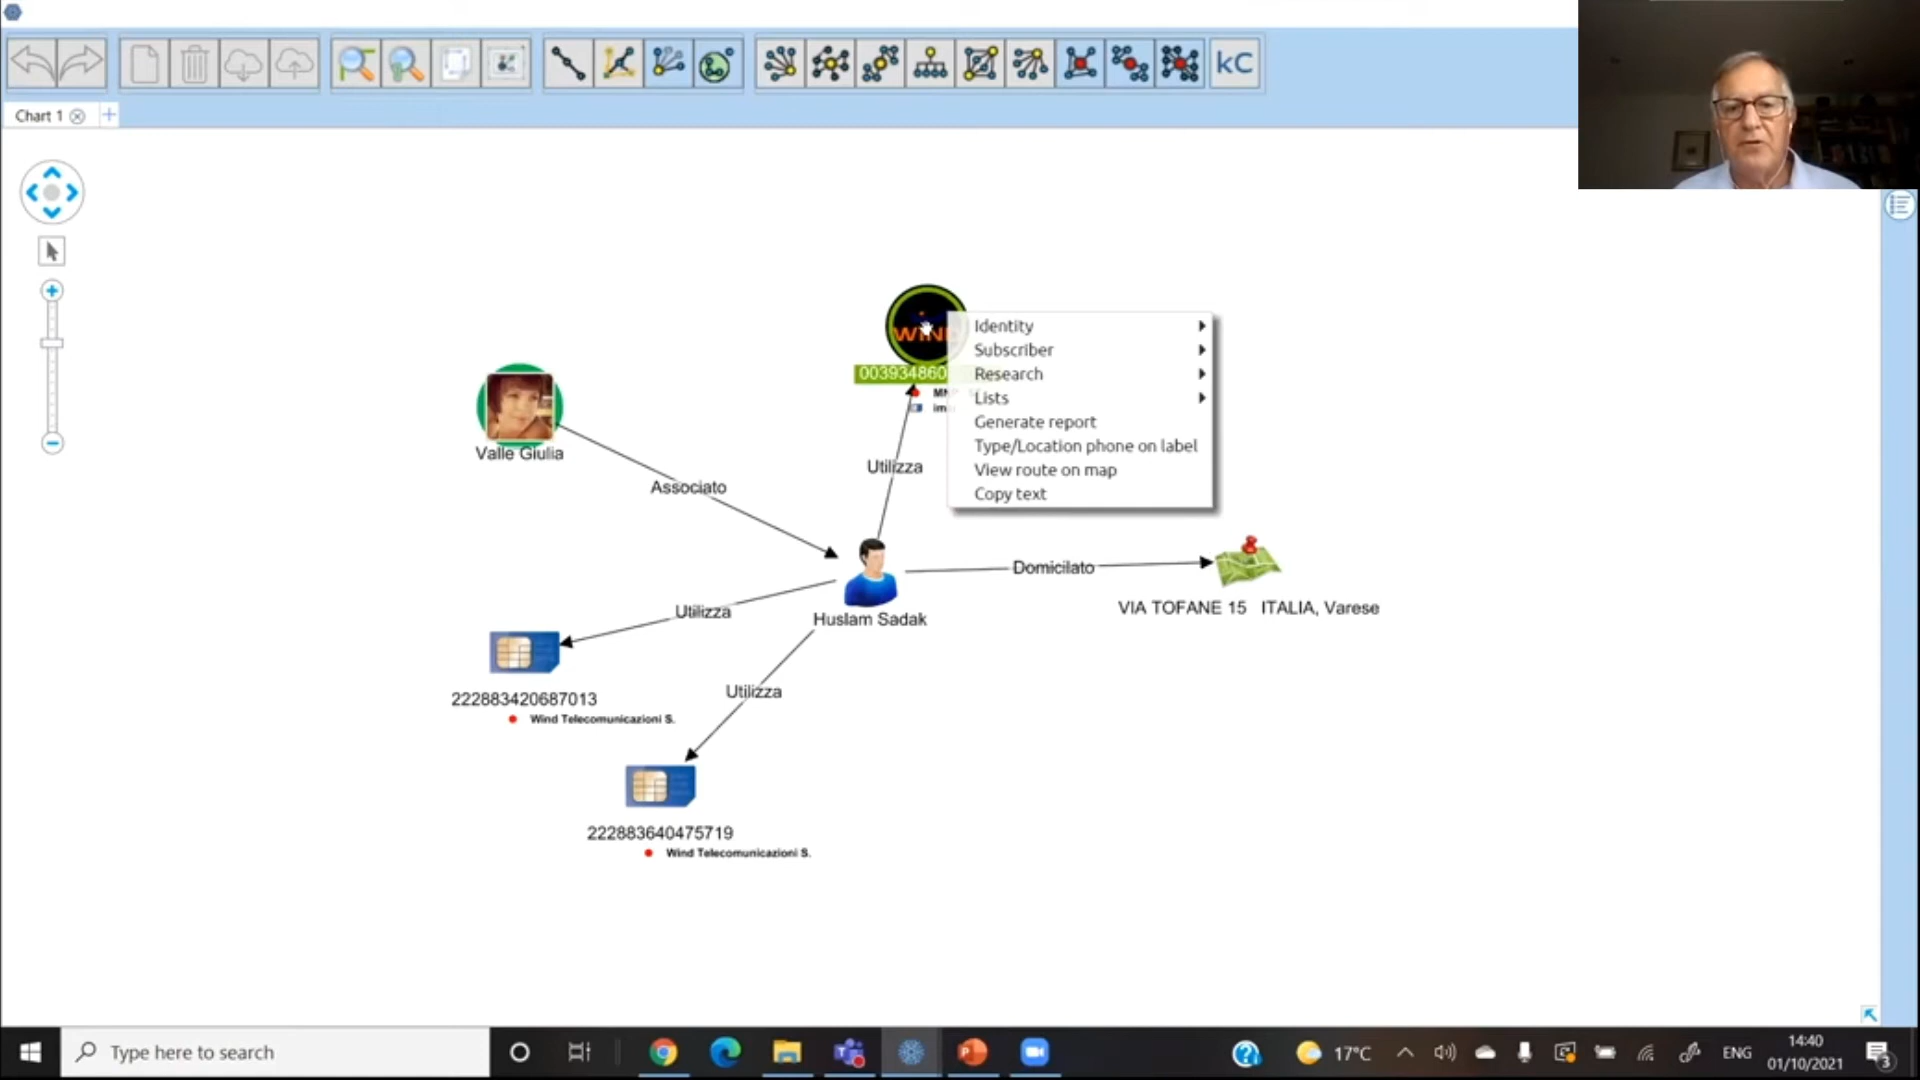 kC
Chart 1
WIND
Identity
Subscriber
003934860
Research
Lists
Generate report
Type/Location phone on label
View route on map
Copy text
Valle Giulia
Utilizza
Associato
Domicilato
VIA TOFANE 15 ITALIA, Varese
Utilizza
Huslam Sadak
222883420687013
Wind Telecomunicazioni S.
Utilizza
222883640475719
Wind Telecomunicazioni S.
Type here to search
17°C
ENG
14:40
01/10/2021
3